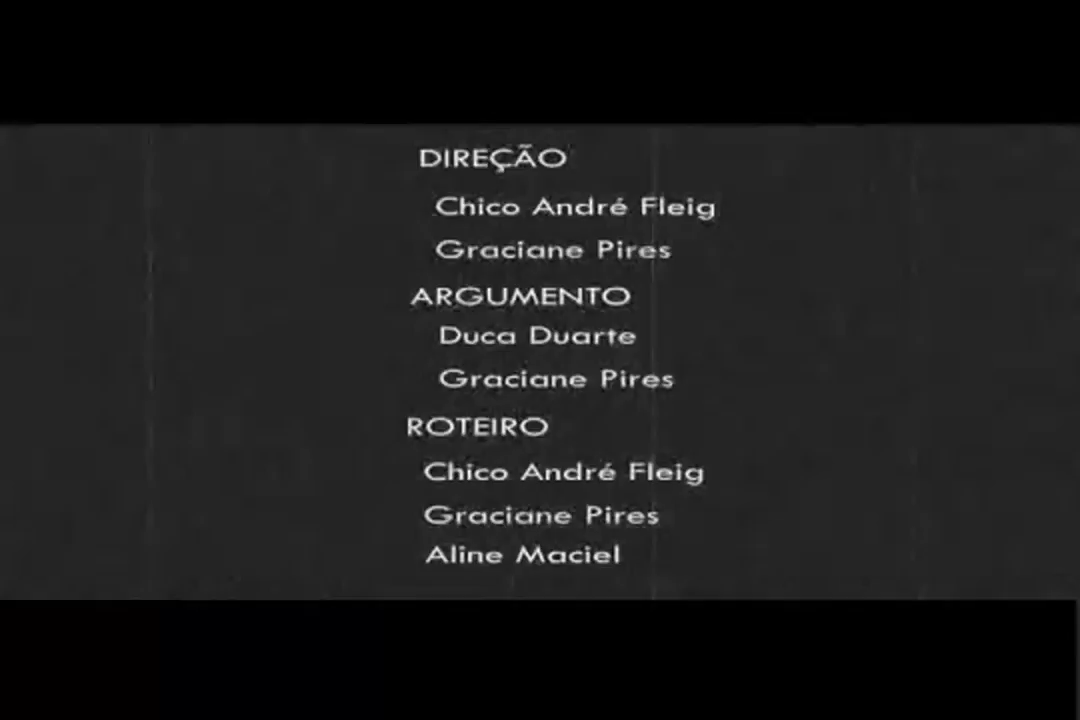 DIREÇÃO
Chico André Fleig
Graciane Pires
ARGUMENTO
Duca Duarte
Graciane Pires
ROTEIRO
Chico André Fleig
Graciane Pires
Aline Maciel